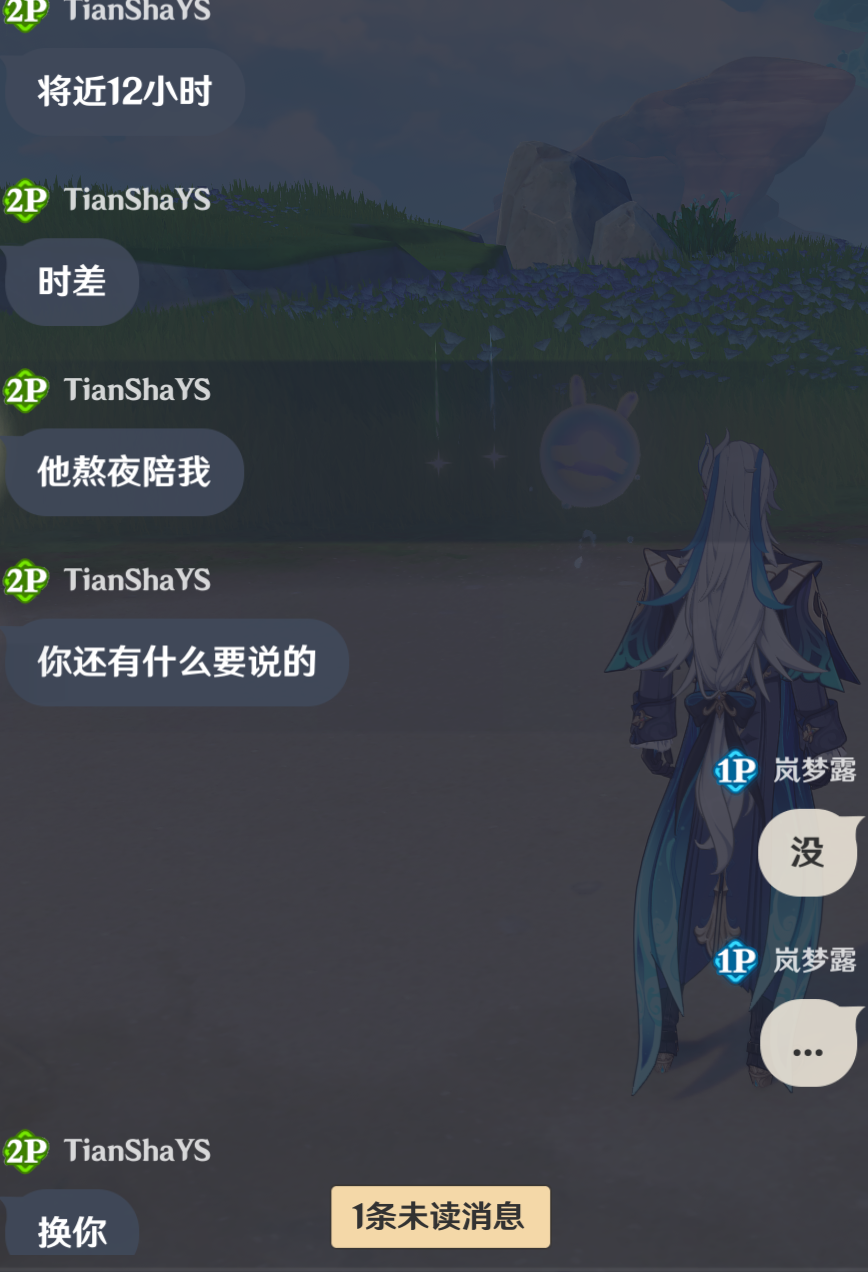 2P TianShaYS
将近12小时
2P TianShaYS
时差
2P TianShaYS
他熬夜陪我
2P TianShaYS
你还有什么要说的
1P 岚梦露
没
1P 岚梦露
...
2P TianShaYS
换你
1条未读消息